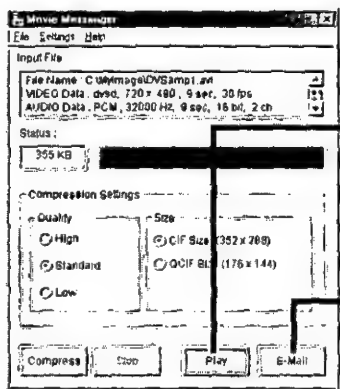 Movie Messenger
File Settings Help
Input File
File Name : C:\MyImage\DVSamp1.avi
VIDEO Data , dvsd, 720 x 480 , 9 sec, 30 fps
AUDIO Data , PCM , 32000 Hz, 9 sec, 16 bit, 2 ch
Status :
355 KB
Compression Settings
Quality
Size
High
CIF Size (352 x 288)
Standard
QCIF Size (176 x 144)
Low
Compress
Stop
Play
E-Mail